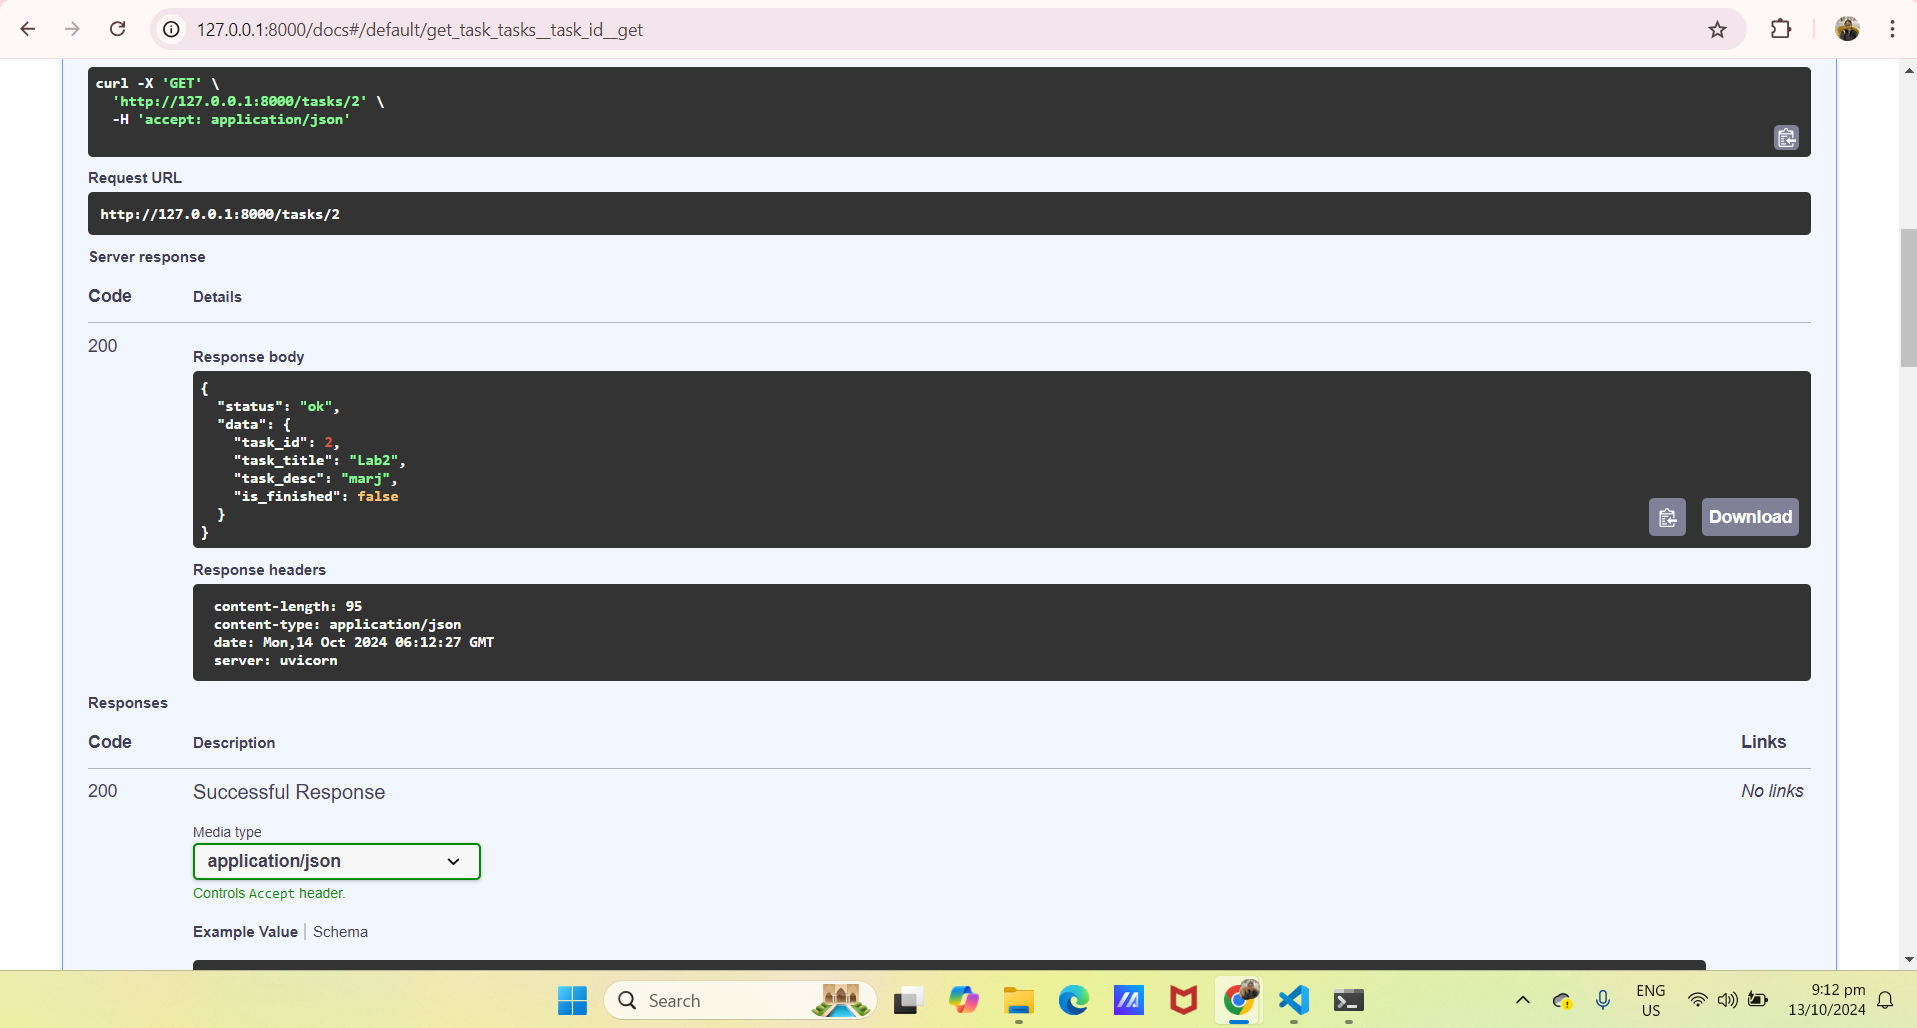 127.0.0.1:8000/docs#/default/get_task_tasks__task_id__get
curl -X 'GET' \
'http://127.0.0.1:8000/tasks/2' \
-H 'accept: application/json'
Request URL
http://127.0.0.1:8000/tasks/2
Server response
Code Details
200
Response body
{
"status": "ok",
"data": {
"task_id": 2,
"task_title": "Lab2",
"task_desc": "marj",
"is_finished": false
}
}
Download
Response headers
content-length: 95
content-type: application/json
date: Mon,14 Oct 2024 06:12:27 GMT
server: uvicorn
Responses
Code Description Links
200 Successful Response No links
Media type
application/json
Controls Accept header.
Example Value Schema
Search
ENG
US
9:12 pm
13/10/2024